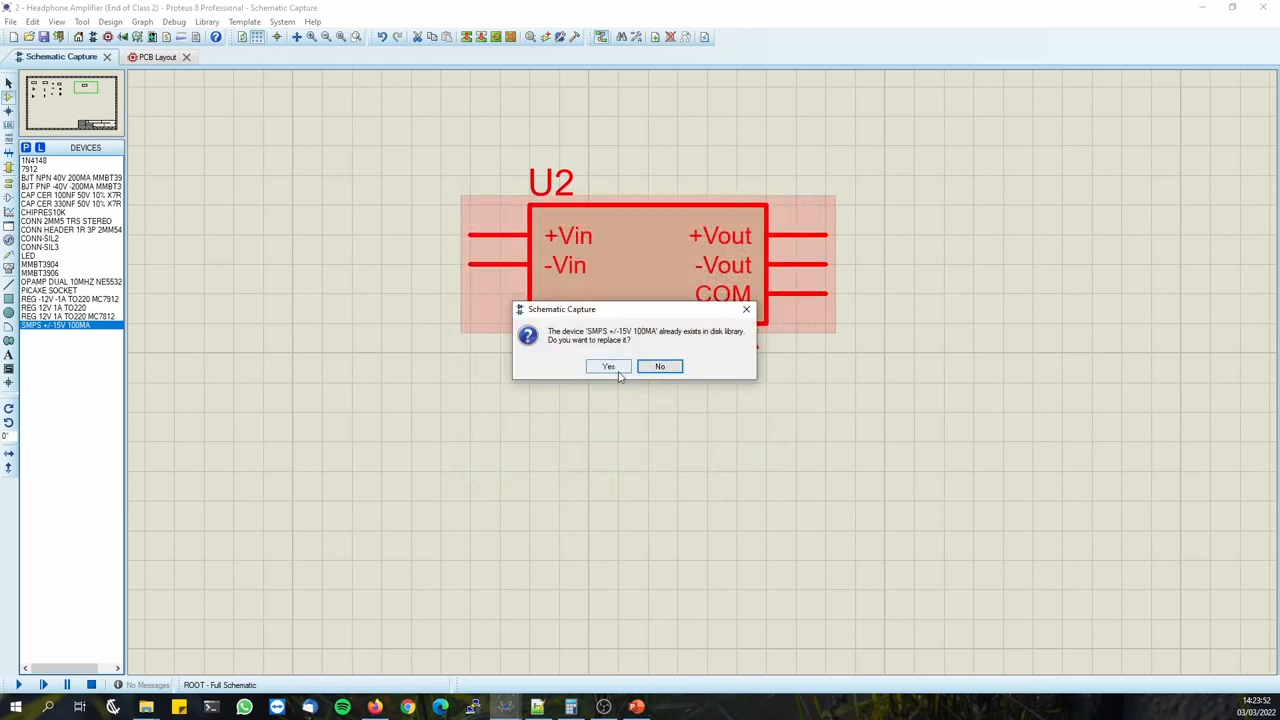 2 - Headphone Amplifier (End of Class 2) - Proteus 8 Professional - Schematic Capture
File Edit View Tool Design Graph Debug Library Template System Help
Schematic Capture
PCB Layout
P L DEVICES
1N4148
7912
BJT NPN 40V 200MA MMBT39
BJT PNP -40V -200MA MMBT3
CAP CER 100NF 50V 10% X7R
CAP CER 330NF 50V 10% X7R
CHIPRES10K
CONN 2MM5 TRS STEREO
CONN HEADER 1R 3P 2MM54
CONN-SIL2
CONN-SIL3
LED
MMBT3904
MMBT3906
OPAMP DUAL 10MHZ NE5532
PICAXE SOCKET
REG -12V -1A TO220 MC7912
REG 12V 1A TO220
REG 12V 1A TO220 MC7812
SMPS +/-15V 100MA
U2
+Vin
-Vin
+Vout
-Vout
COM
Schematic Capture
The device 'SMPS +/-15V 100MA' already exists in disk library.
Do you want to replace it?
Yes
No
LBL
A
0°
No Messages
ROOT - Full Schematic
14:23:52
03/03/2022